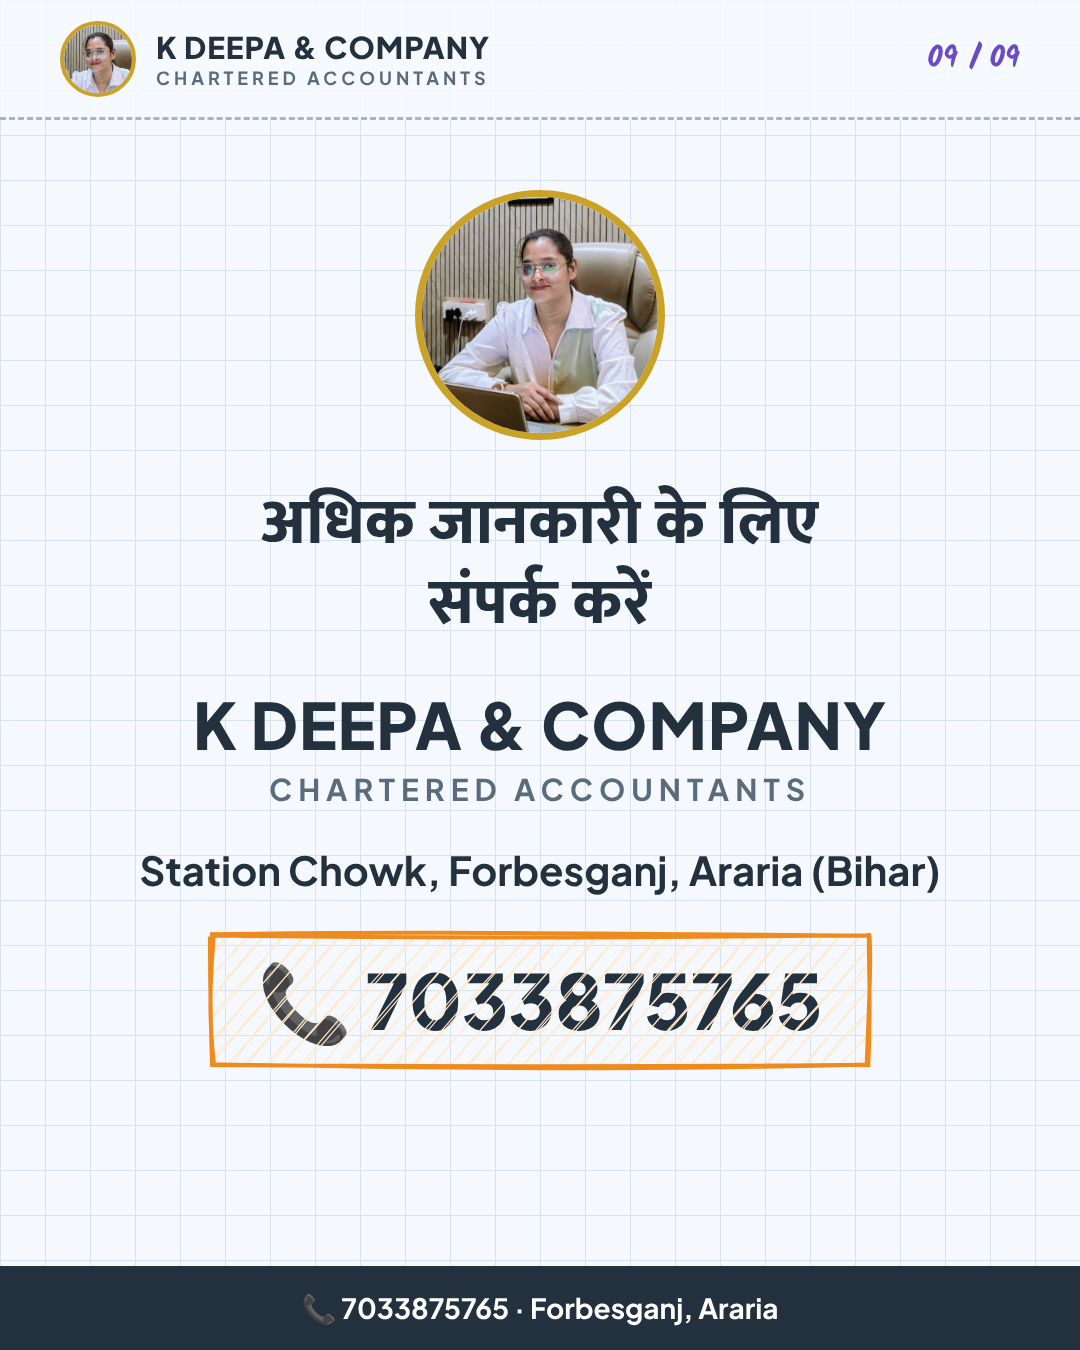 K DEEPA & COMPANY
CHARTERED ACCOUNTANTS
09 / 09
अधिक जानकारी के लिए
संपर्क करें
K DEEPA & COMPANY
CHARTERED ACCOUNTANTS
Station Chowk, Forbesganj, Araria (Bihar)
📞 7033875765
📞 7033875765 · Forbesganj, Araria